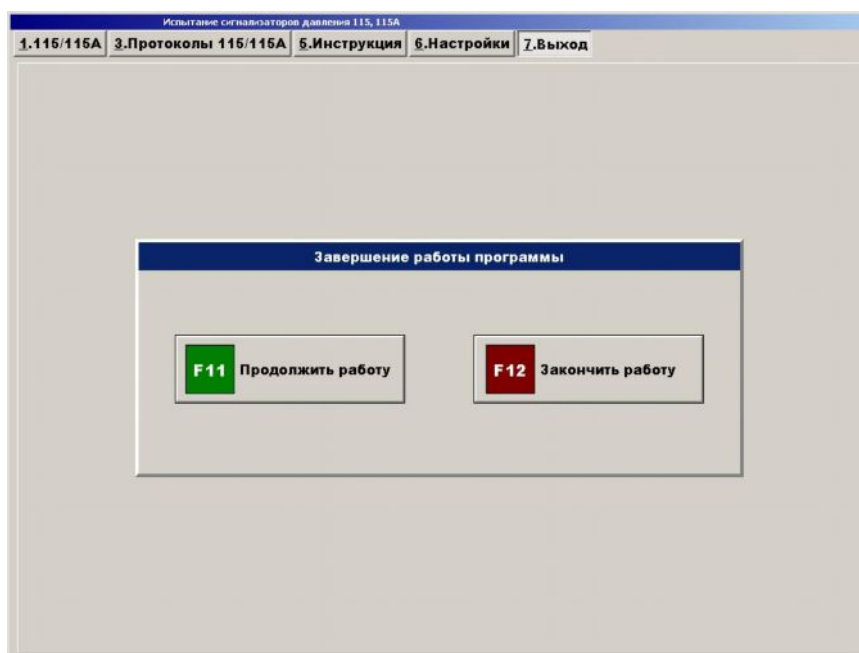 Испытание сигнализаторов давления 115, 115А
1.115/115А 3.Протоколы 115/115А 5.Инструкция 6.Настройки 7.Выход
Завершение работы программы
F11 Продолжить работу F12 Закончить работу